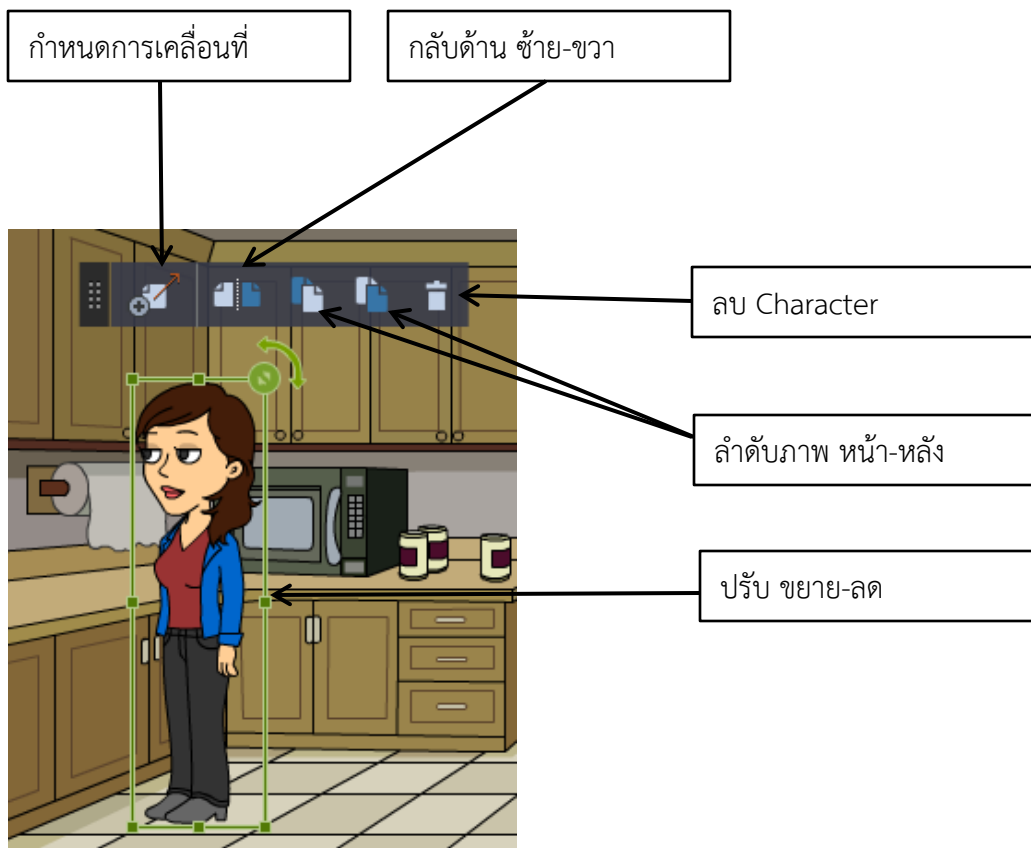 กำหนดการเคลื่อนที่
กลับด้าน ซ้าย-ขวา
ลบ Character
ลำดับภาพ หน้า-หลัง
ปรับ ขยาย-ลด